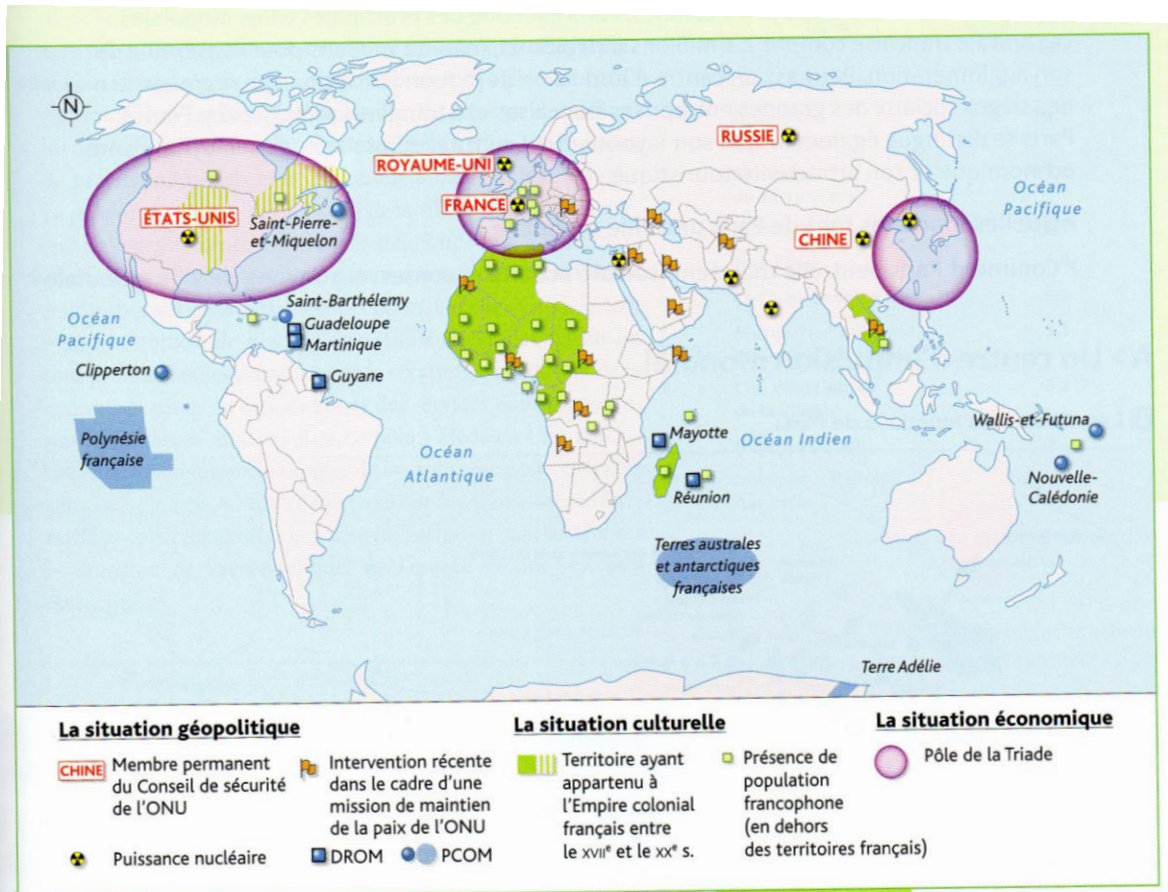 N
RUSSIE
ROYAUME-UNI
Océan
Pacifique
ÉTATS-UNIS
FRANCE
Saint-Pierre-
et-Miquelon
CHINE
Saint-Barthélemy
Océan
Pacifique
Guadeloupe
Martinique
Clipperton
Guyane
Polynésie
française
Océan
Atlantique
Mayotte
Océan Indien
Wallis-et-Futuna
Réunion
Nouvelle-
Calédonie
Terres australes
et antarctiques
françaises
Terre Adélie
La situation géopolitique
CHINE Membre permanent
du Conseil de sécurité
de l'ONU
Puissance nucléaire
Intervention récente
dans le cadre d'une
mission de maintien
de la paix de l'ONU
DROM
PCOM
La situation culturelle
Territoire ayant
appartenu à
l'Empire colonial
français entre
le XVIIe et le XXe s.
Présence de
population
francophone
(en dehors
des territoires français)
La situation économique
Pôle de la Triade